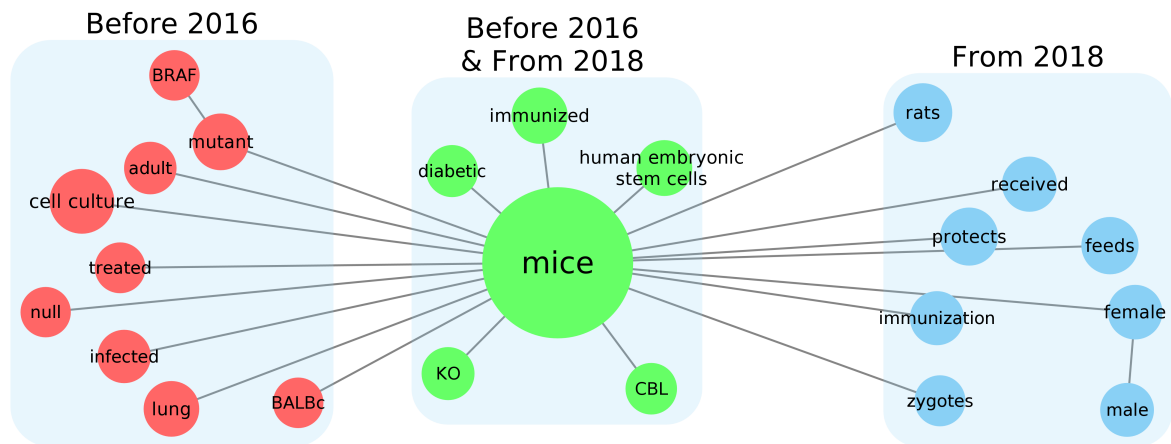 Before 2016
BRAF
mutant
adult
cell culture
treated
null
infected
lung
BALBc
Before 2016
& From 2018
immunized
diabetic
human embryonic
stem cells
mice
KO
CBL
From 2018
rats
received
protects
feeds
female
immunization
zygotes
male